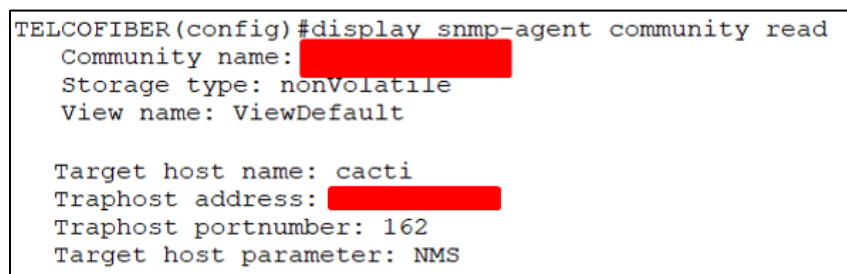 TELCOFIBER(config)#display snmp-agent community read
Community name:
Storage type: nonVolatile
View name: ViewDefault
Target host name: cacti
Traphost address:
Traphost portnumber: 162
Target host parameter: NMS